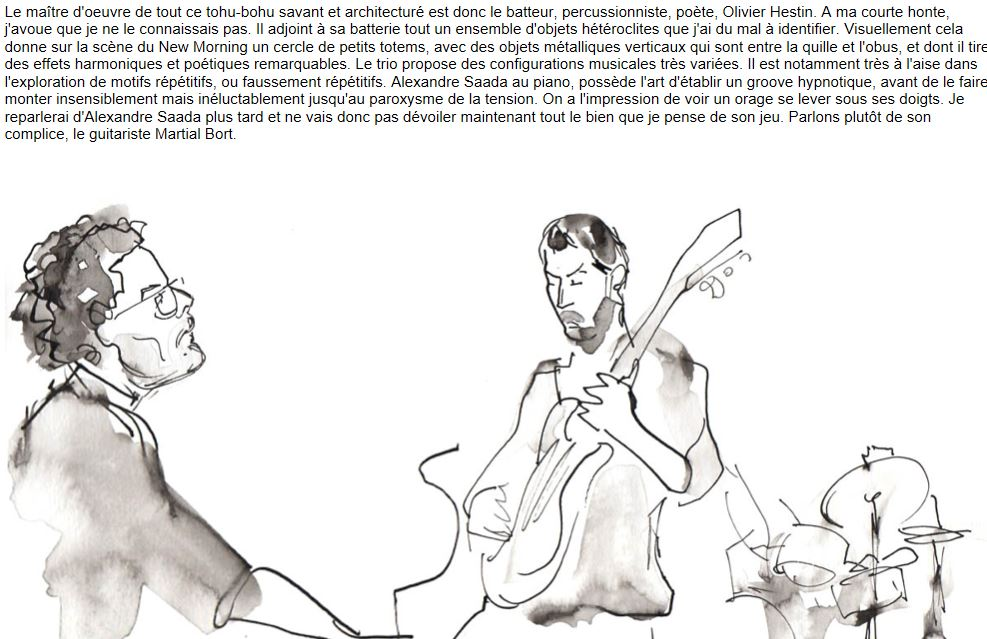 Le maître d'oeuvre de tout ce tohu-bohu savant et architecturé est donc le batteur, percussionniste, poète, Olivier Hestin. A ma courte honte,
j'avoue que je ne le connaissais pas. Il adjoint à sa batterie tout un ensemble d'objets hétéroclites que j'ai du mal à identifier. Visuellement cela
donne sur la scène du New Morning un cercle de petits totems, avec des objets métalliques verticaux qui sont entre la quille et l'obus, et dont il tire
des effets harmoniques et poétiques remarquables. Le trio propose des configurations musicales très variées. Il est notamment très à l'aise dans
l'exploration de motifs répétitifs, ou faussement répétitifs. Alexandre Saada au piano, possède l'art d'établir un groove hypnotique, avant de le faire
monter insensiblement mais inéluctablement jusqu'au paroxysme de la tension. On a l'impression de voir un orage se lever sous ses doigts. Je
reparlerai d'Alexandre Saada plus tard et ne vais donc pas dévoiler maintenant tout le bien que je pense de son jeu. Parlons plutôt de son
complice, le guitariste Martial Bort.